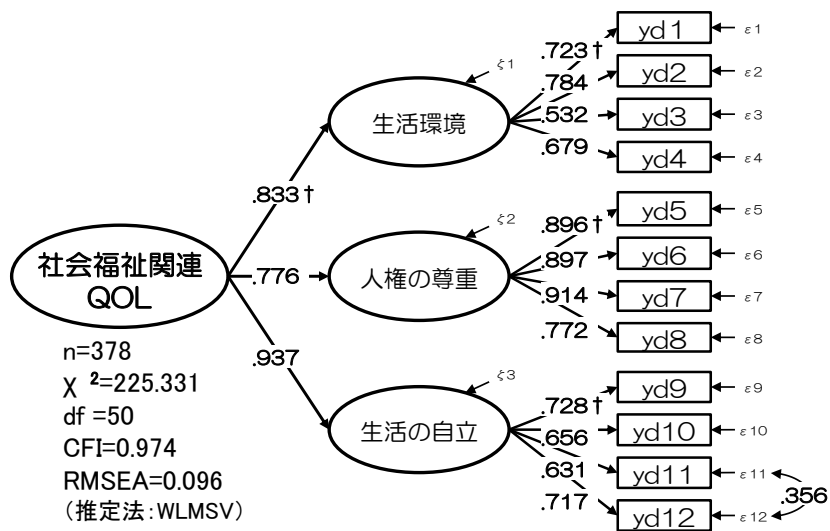 社会福祉関連
QOL
n=378
χ ²=225.331
df =50
CFI=0.974
RMSEA=0.096
（推定法：WLMSV）
.833†
.776
.937
ζ1
生活環境
.723†
.784
.532
.679
yd1
ε1
yd2
ε2
yd3
ε3
yd4
ε4
ζ2
人権の尊重
.896†
.897
.914
.772
yd5
ε5
yd6
ε6
yd7
ε7
yd8
ε8
ζ3
生活の自立
.728†
.656
.631
.717
yd9
ε9
yd10
ε10
yd11
ε11
yd12
ε12
.356